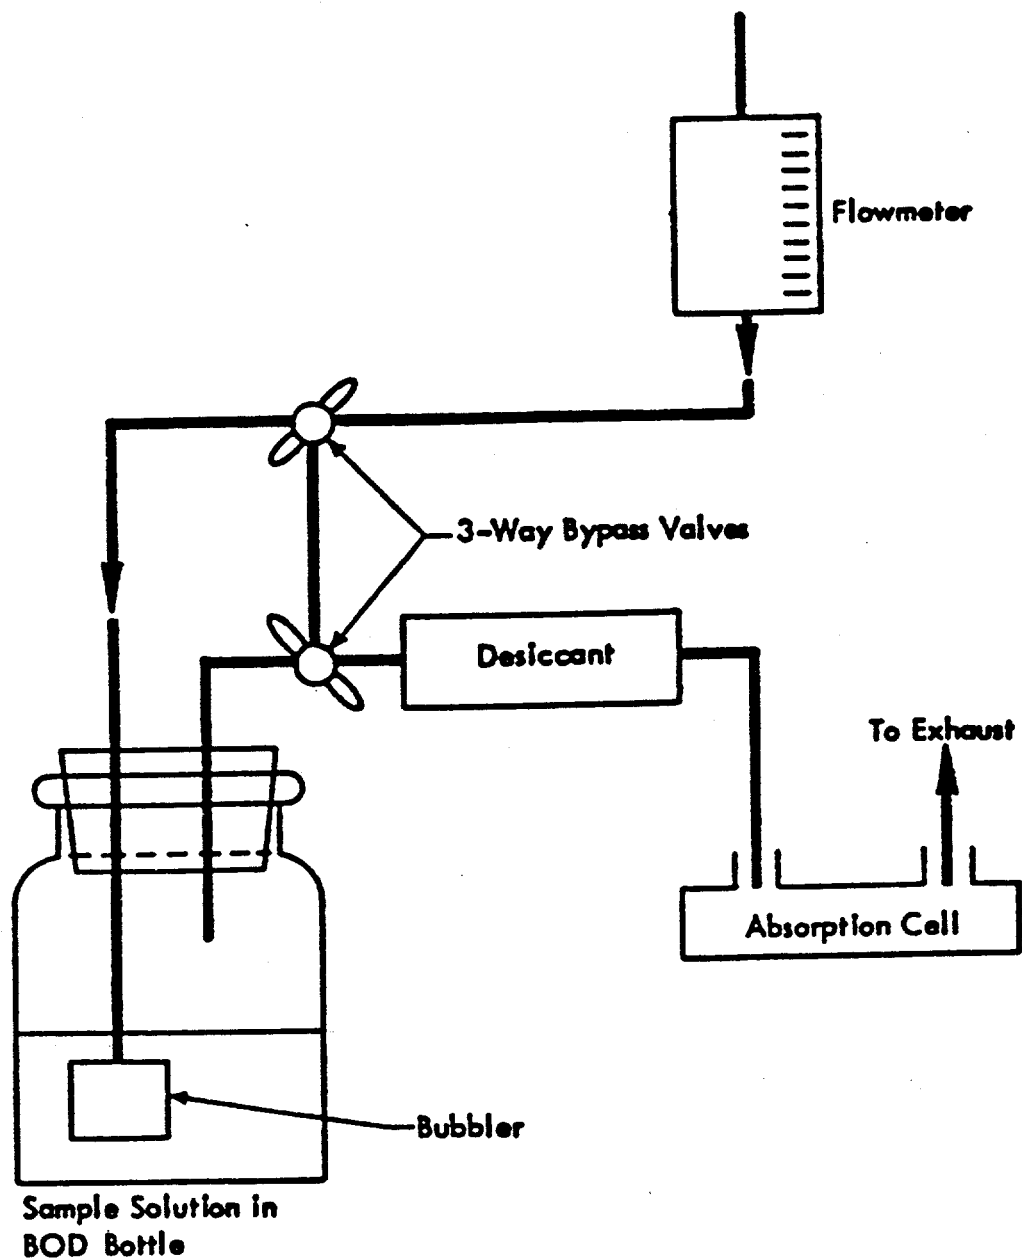 Flowmeter
3-Way Bypass Valves
Desiccant
To Exhaust
Absorption Cell
Bubbler
Sample Solution in
BOD Bottle